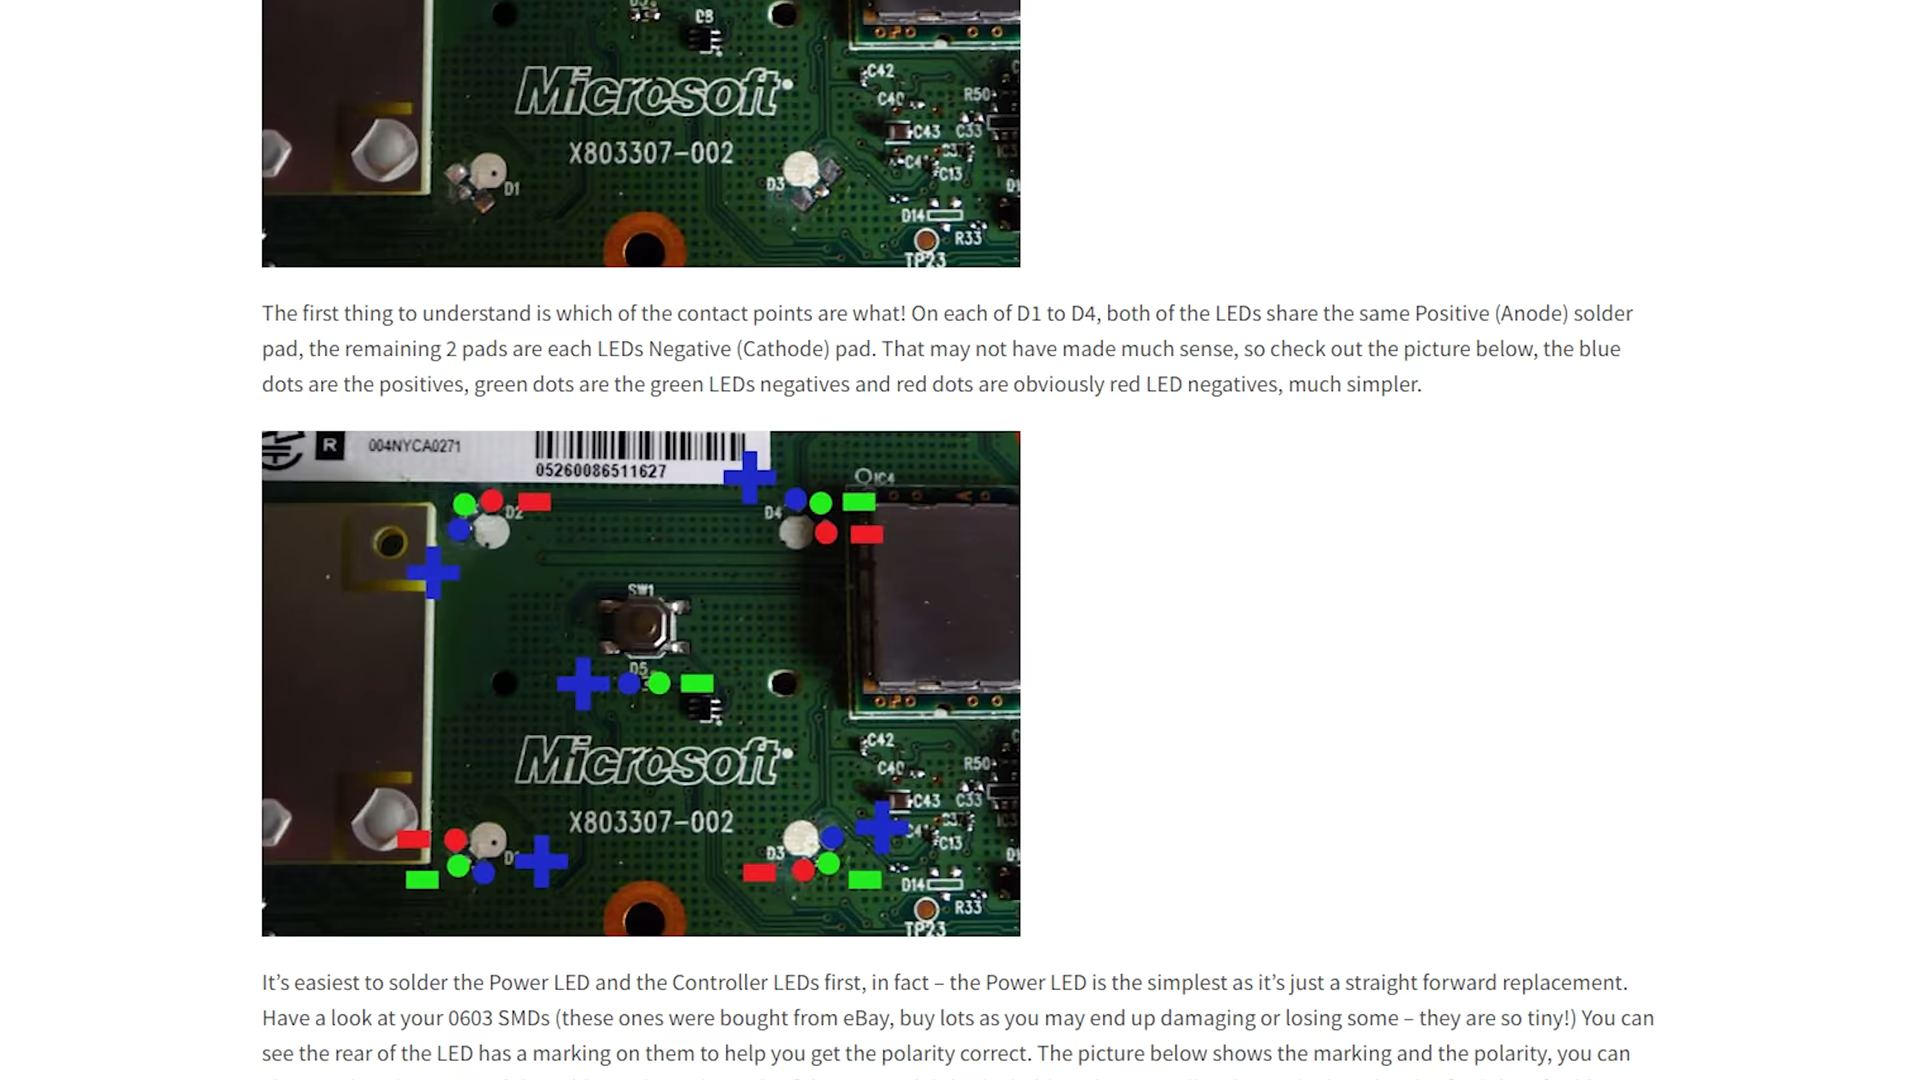 C8
Microsoft
X803307-002
D1
D3
C42
C40
R50
C43 C33
C13
D14
R33
TP23
The first thing to understand is which of the contact points are what! On each of D1 to D4, both of the LEDs share the same Positive (Anode) solder
pad, the remaining 2 pads are each LEDs Negative (Cathode) pad. That may not have made much sense, so check out the picture below, the blue
dots are the positives, green dots are the green LEDs negatives and red dots are obviously red LED negatives, much simpler.
R 004NYCA0271
05260086511627
IC4
D2
D4
SW1
D5
Microsoft
X803307-002
D3
C42
C40
R50
C43 C33
C13
D14
R33
TP23
It’s easiest to solder the Power LED and the Controller LEDs first, in fact – the Power LED is the simplest as it’s just a straight forward replacement.
Have a look at your 0603 SMDs (these ones were bought from eBay, buy lots as you may end up damaging or losing some – they are so tiny!) You can
see the rear of the LED has a marking on them to help you get the polarity correct. The picture below shows the marking and the polarity, you can